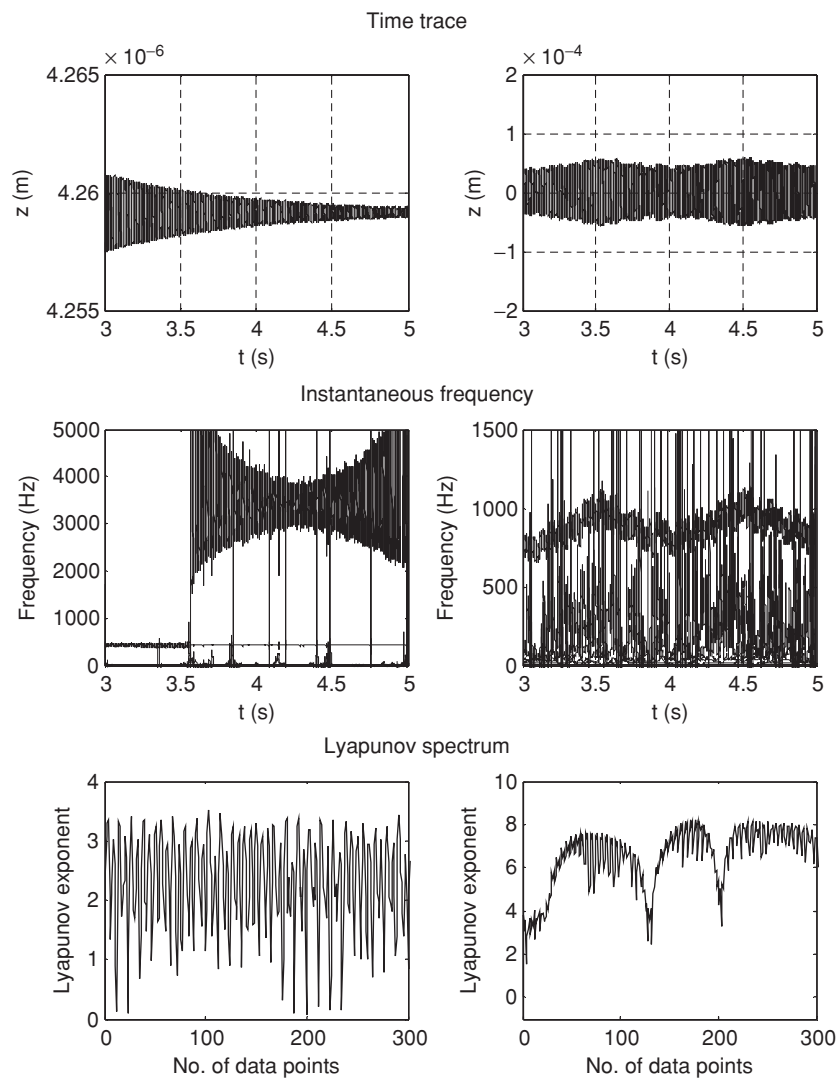 Time trace
× 10⁻⁶
4.265
4.26
4.255
z (m)
3 3.5 4 4.5 5
t (s)
× 10⁻⁴
2
1
0
−1
−2
z (m)
3 3.5 4 4.5 5
t (s)
Instantaneous frequency
5000
4000
3000
2000
1000
0
Frequency (Hz)
3 3.5 4 4.5 5
t (s)
1500
1000
500
0
Frequency (Hz)
3 3.5 4 4.5 5
t (s)
Lyapunov spectrum
4
3
2
1
0
Lyapunov exponent
0 100 200 300
No. of data points
10
8
6
4
2
0
Lyapunov exponent
0 100 200 300
No. of data points